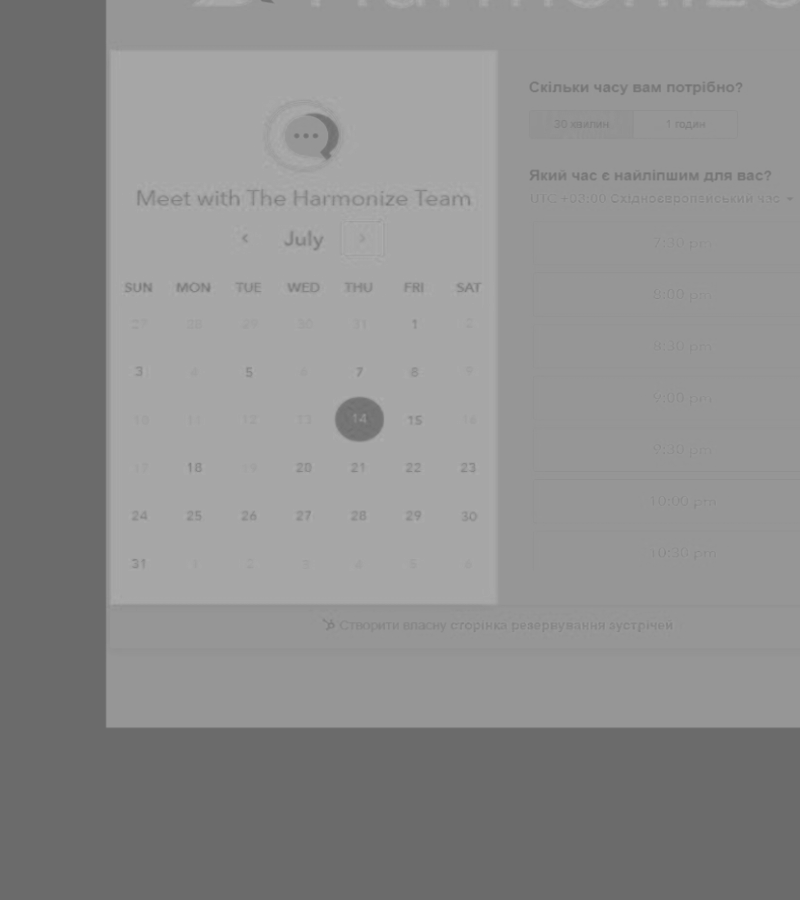 Harmonize
Meet with The Harmonize Team
‹ July ›
SUN MON TUE WED THU FRI SAT
27 28 29 30 31 1 2
3 4 5 6 7 8 9
10 11 12 13 14 15 16
17 18 19 20 21 22 23
24 25 26 27 28 29 30
31 1 2 3 4 5 6
Скільки часу вам потрібно?
30 хвилин 1 годин
Який час є найліпшим для вас?
UTC +03:00 Східноєвропейський час
7:30 pm
8:00 pm
8:30 pm
9:00 pm
9:30 pm
10:00 pm
10:30 pm
Створити власну сторінка резервування зустрічей